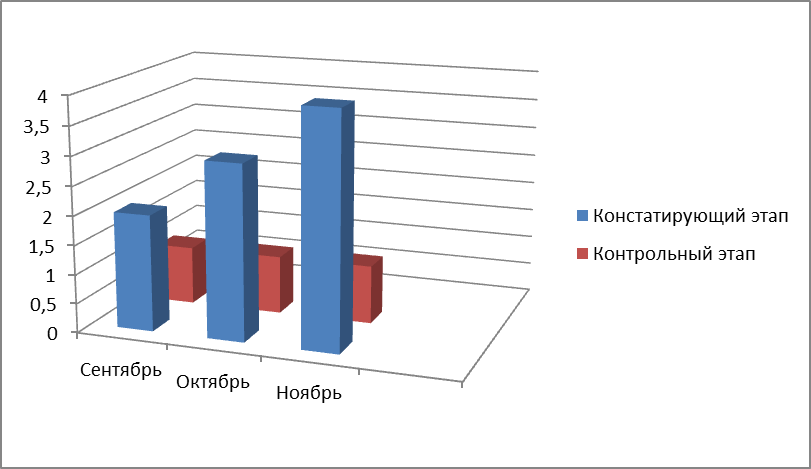 4
3,5
3
2,5
2
1,5
1
0,5
0
Сентябрь
Октябрь
Ноябрь
Констатирующий этап
Контрольный этап